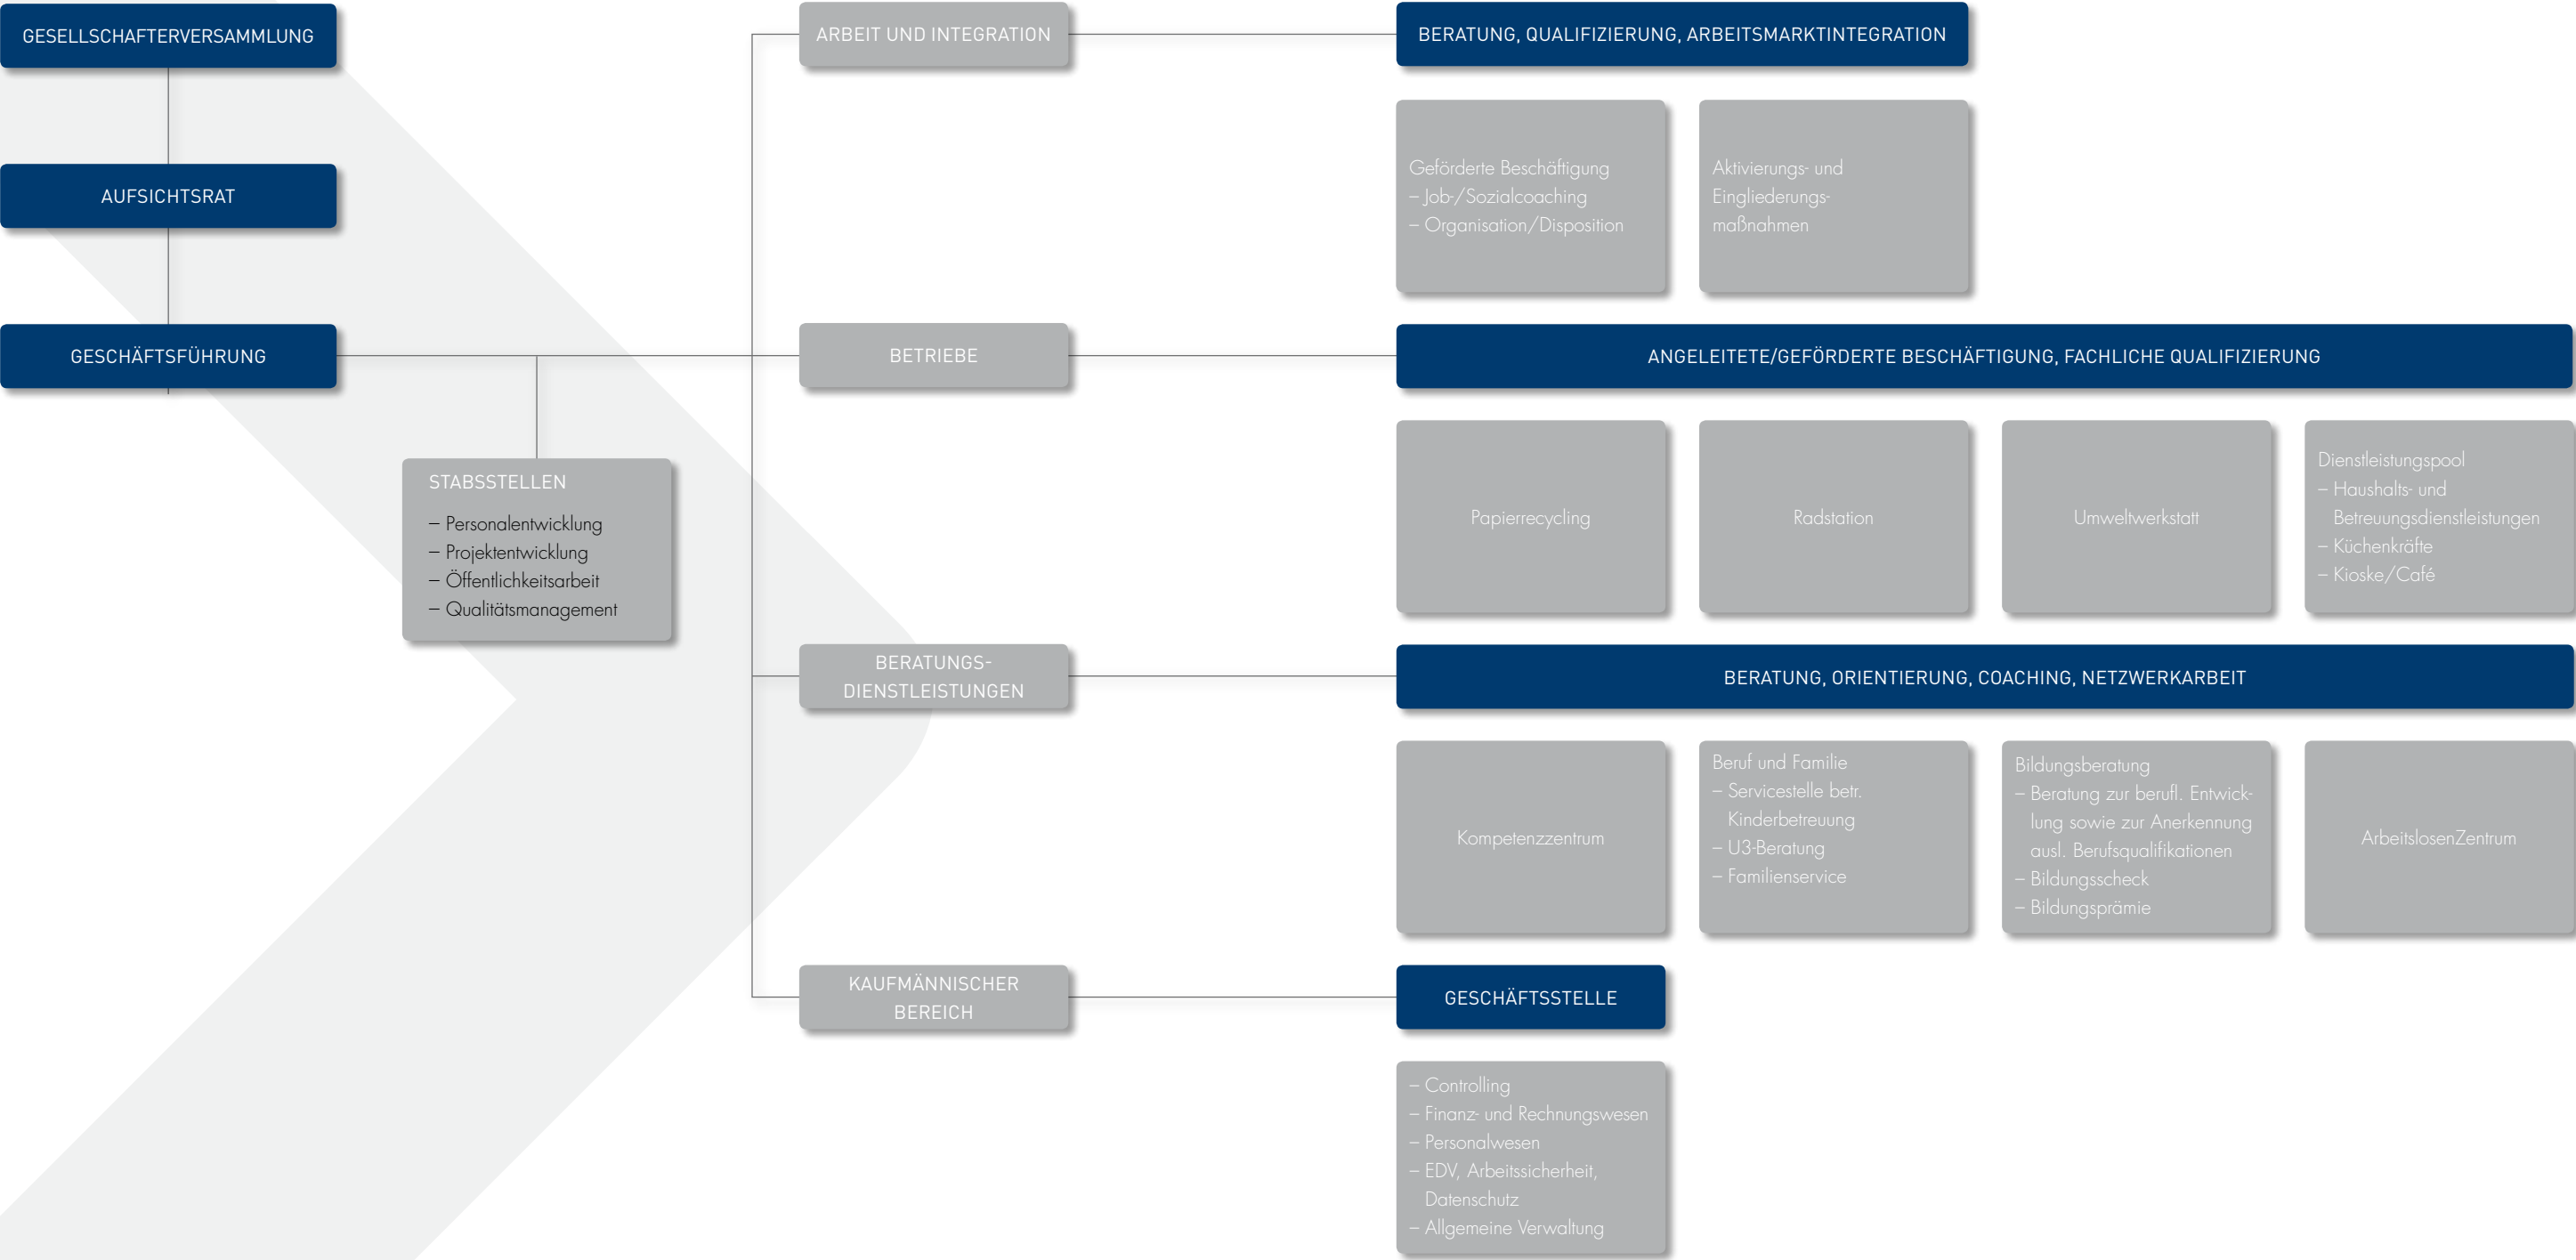 GESELLSCHAFTERVERSAMMLUNG
AUFSICHTSRAT
GESCHÄFTSFÜHRUNG
STABSSTELLEN
– Personalentwicklung
– Projektentwicklung
– Öffentlichkeitsarbeit
– Qualitätsmanagement
ARBEIT UND INTEGRATION
BERATUNG, QUALIFIZIERUNG, ARBEITSMARKTINTEGRATION
Geförderte Beschäftigung
– Job-/Sozialcoaching
– Organisation/Disposition
Aktivierungs- und
Eingliederungs-
maßnahmen
BETRIEBE
ANGELEITETE/GEFÖRDERTE BESCHÄFTIGUNG, FACHLICHE QUALIFIZIERUNG
Papierrecycling
Radstation
Umweltwerkstatt
Dienstleistungspool
– Haushalts- und
Betreuungsdienstleistungen
– Küchenkräfte
– Kioske/Café
BERATUNGS-
DIENSTLEISTUNGEN
BERATUNG, ORIENTIERUNG, COACHING, NETZWERKARBEIT
Kompetenzzentrum
Beruf und Familie
– Servicestelle betr.
Kinderbetreuung
– U3-Beratung
– Familienservice
Bildungsberatung
– Beratung zur berufl. Entwick-
lung sowie zur Anerkennung
ausl. Berufsqualifikationen
– Bildungsscheck
– Bildungsprämie
ArbeitslosenZentrum
KAUFMÄNNISCHER
BEREICH
GESCHÄFTSSTELLE
– Controlling
– Finanz- und Rechnungswesen
– Personalwesen
– EDV, Arbeitssicherheit,
Datenschutz
– Allgemeine Verwaltung